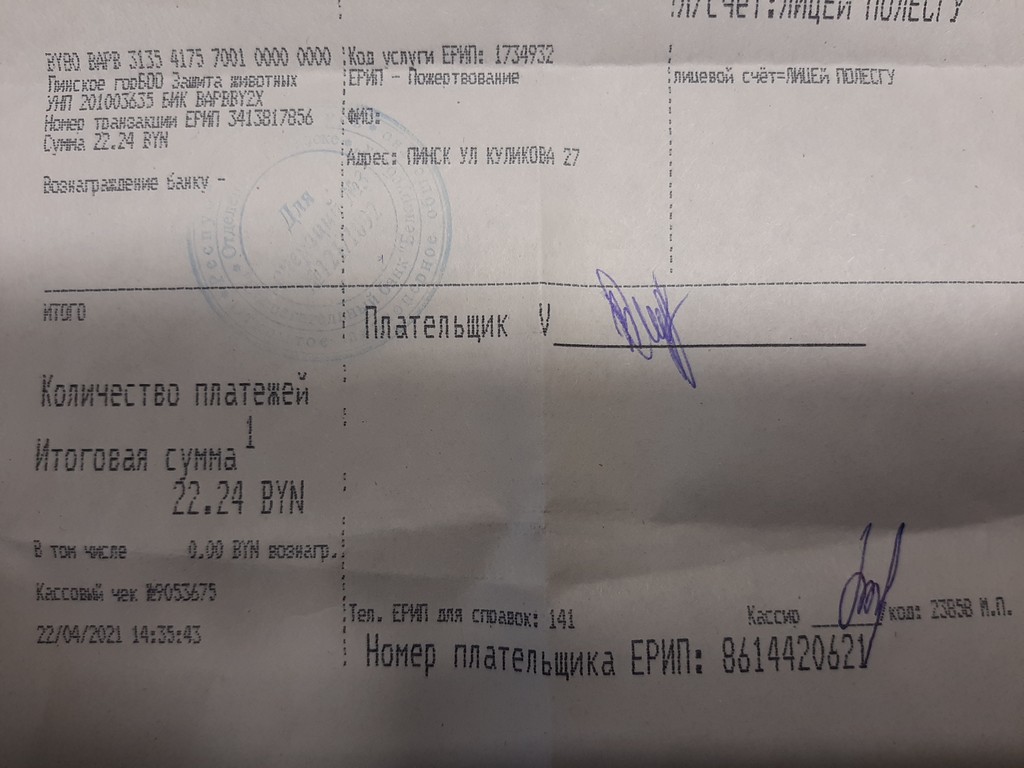 Л/Счет:ЛИЦЕЙ ПОЛЕСГУ
BY80 BAPB 3135 4175 7001 0000 0000
Пинское горБОО Защита животных
УНП 201003635 БИК BAPBBY2X
Номер транзакции ЕРИП 3413817856
Сумма 22.24 BYN
Вознаграждение банку -
Код услуги ЕРИП: 1734932
ЕРИП - Пожертвование
ФИО:
Адрес: ПИНСК УЛ КУЛИКОВА 27
лицевой счёт=ЛИЦЕЙ ПОЛЕСГУ
Для
ИТОГО
Плательщик V
Количество платежей
1
Итоговая сумма
22.24 BYN
В том числе 0.00 BYN вознагр.
Кассовый чек №9053675
22/04/2021 14:35:43
Тел. ЕРИП для справок: 141
Кассир код: 23858 М.П.
Номер плательщика ЕРИП: 8614420621